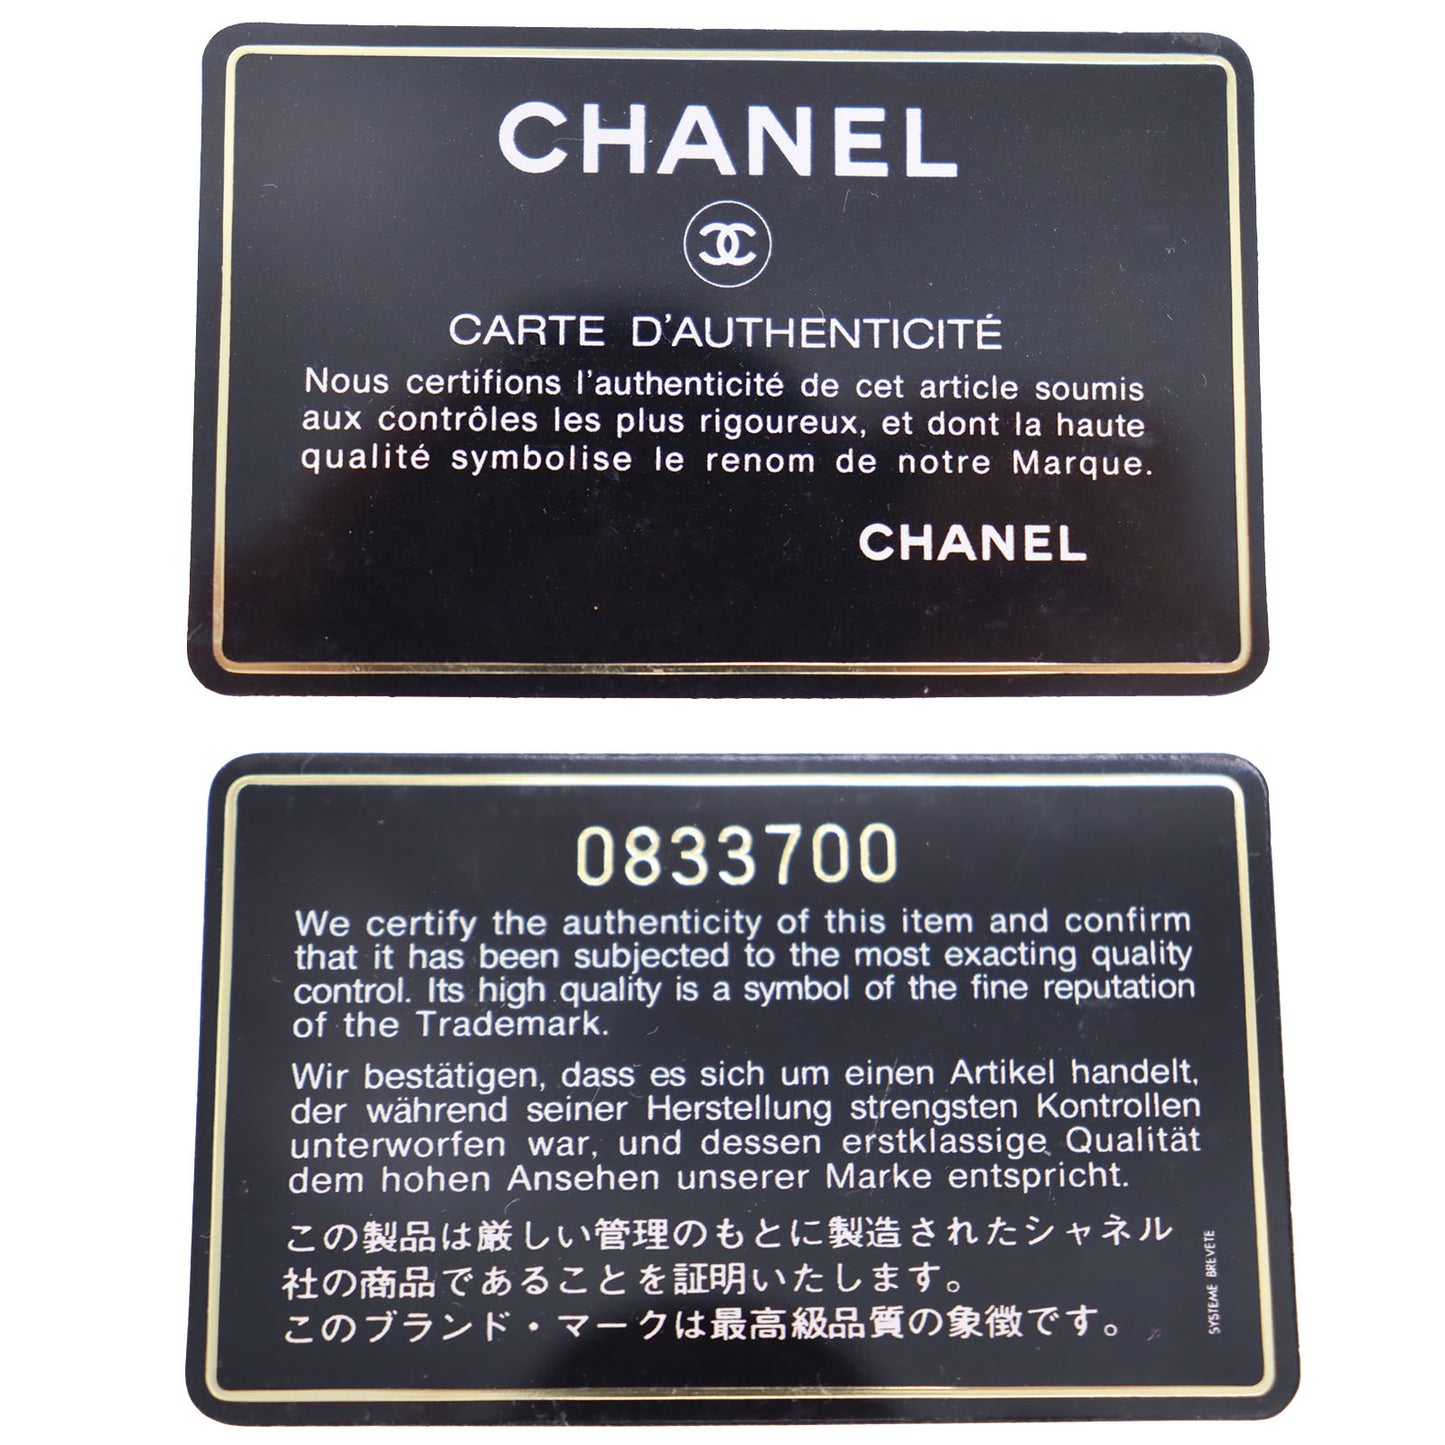 CHANEL
CARTE D'AUTHENTICITÉ
Nous certifions l'authenticité de cet article soumis
aux contrôles les plus rigoureux, et dont la haute
qualité symbolise le renom de notre Marque.
CHANEL
0833700
We certify the authenticity of this item and confirm
that it has been subjected to the most exacting quality
control. Its high quality is a symbol of the fine reputation
of the Trademark.
Wir bestätigen, dass es sich um einen Artikel handelt,
der während seiner Herstellung strengsten Kontrollen
unterworfen war, und dessen erstklassige Qualität
dem hohen Ansehen unserer Marke entspricht.
この製品は厳しい管理のもとに製造されたシャネル
社の商品であることを証明いたします。
このブランド・マークは最高級品質の象徴です。
SYSTEME BREVETE